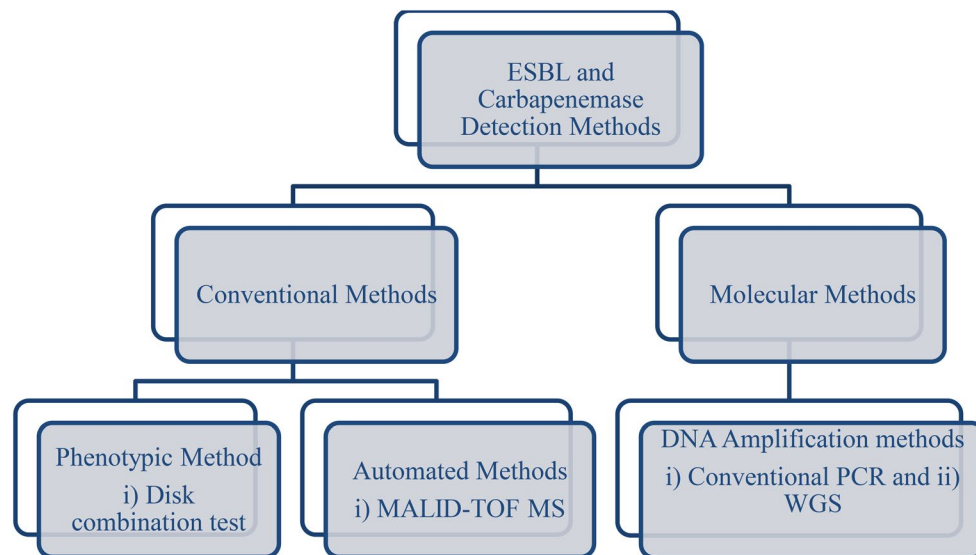 ESBL and
Carbapenemase
Detection Methods
Conventional Methods
Molecular Methods
Phenotypic Method
i) Disk
combination test
Automated Methods
i) MALID-TOF MS
DNA Amplification methods
i) Conventional PCR and ii)
WGS